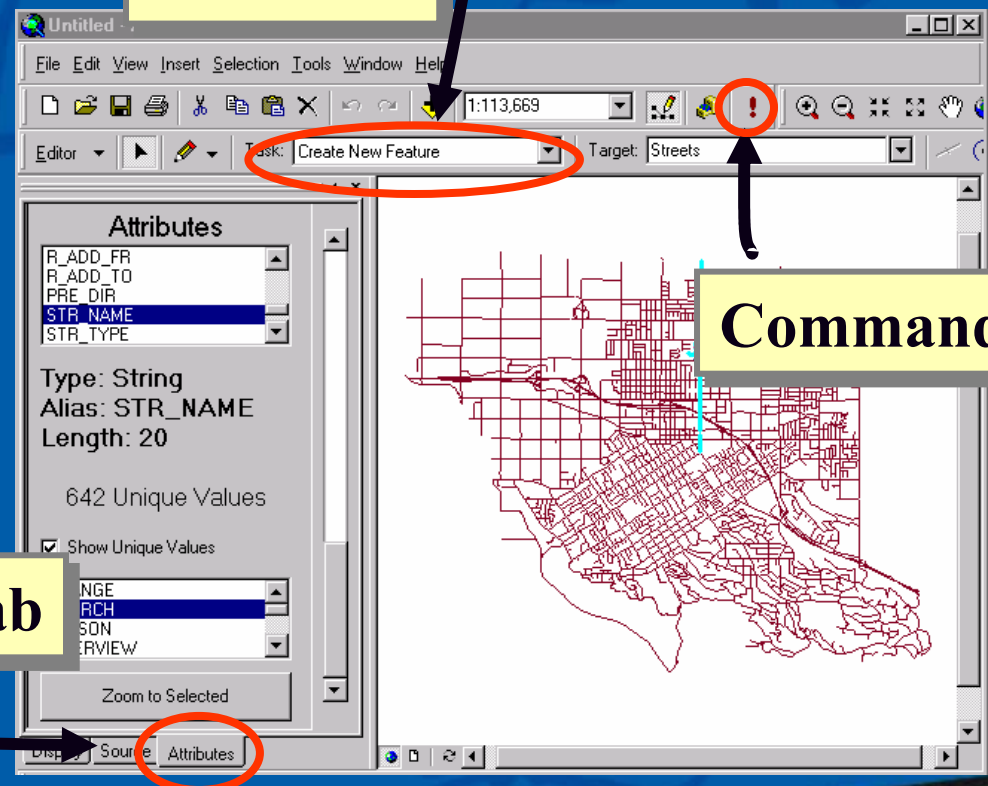 Untitled -
File Edit View Insert Selection Tools Window Help
1:113,669
Editor Task: Create New Feature Target: Streets
Attributes
R_ADD_FR
R_ADD_TO
PRE_DIR
STR_NAME
STR_TYPE
Command
Type: String
Alias: STR_NAME
Length: 20
642 Unique Values
Show Unique Values
ab
Zoom to Selected
Display Source Attributes